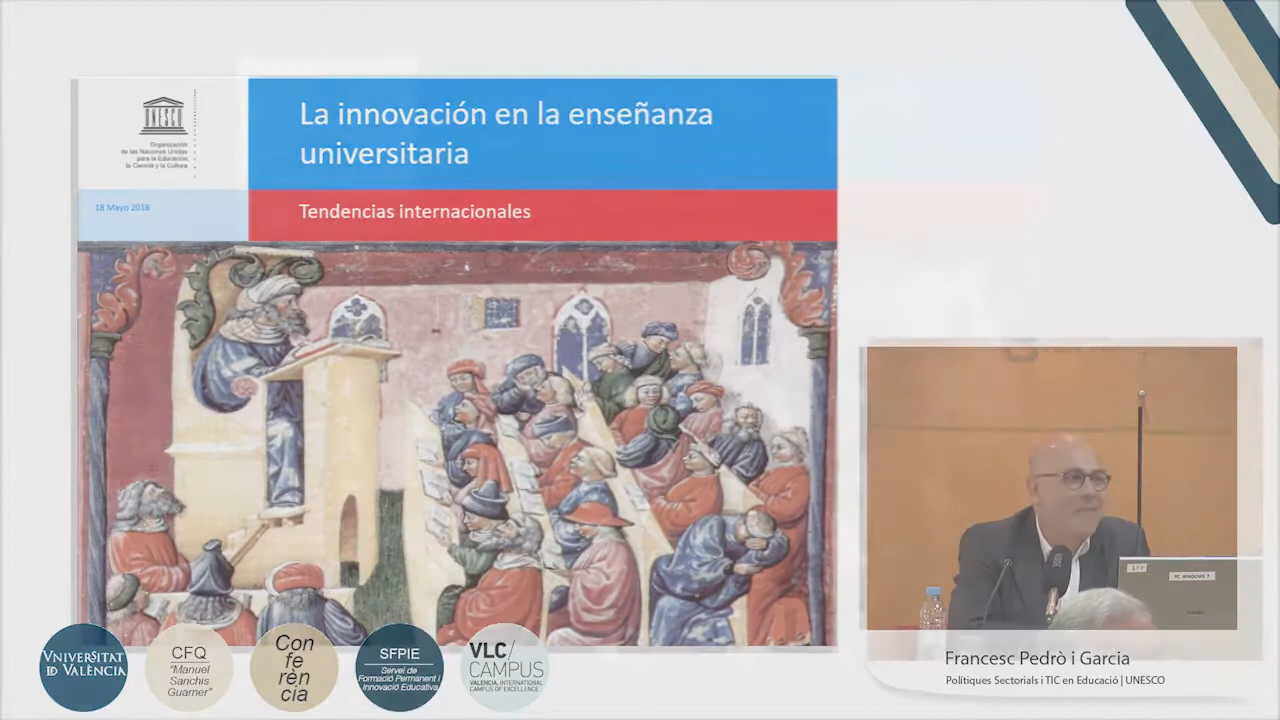 UNESCO
Organización
de las Naciones Unidas
para la Educación,
la Ciencia y la Cultura
La innovación en la enseñanza
universitaria
18 Mayo 2018
Tendencias internacionales
PC WINDOWS 7
VNIVERSITAT
DE VALÈNCIA
CFQ
"Manuel
Sanchis
Guarner"
Con
fe
rèn
cia
SFPIE
Servei de
Formació Permanent i
Innovació Educativa
VLC/
CAMPUS
VALENCIA, INTERNATIONAL
CAMPUS OF EXCELLENCE
Francesc Pedrò i Garcia
Polítiques Sectorials i TIC en Educació | UNESCO